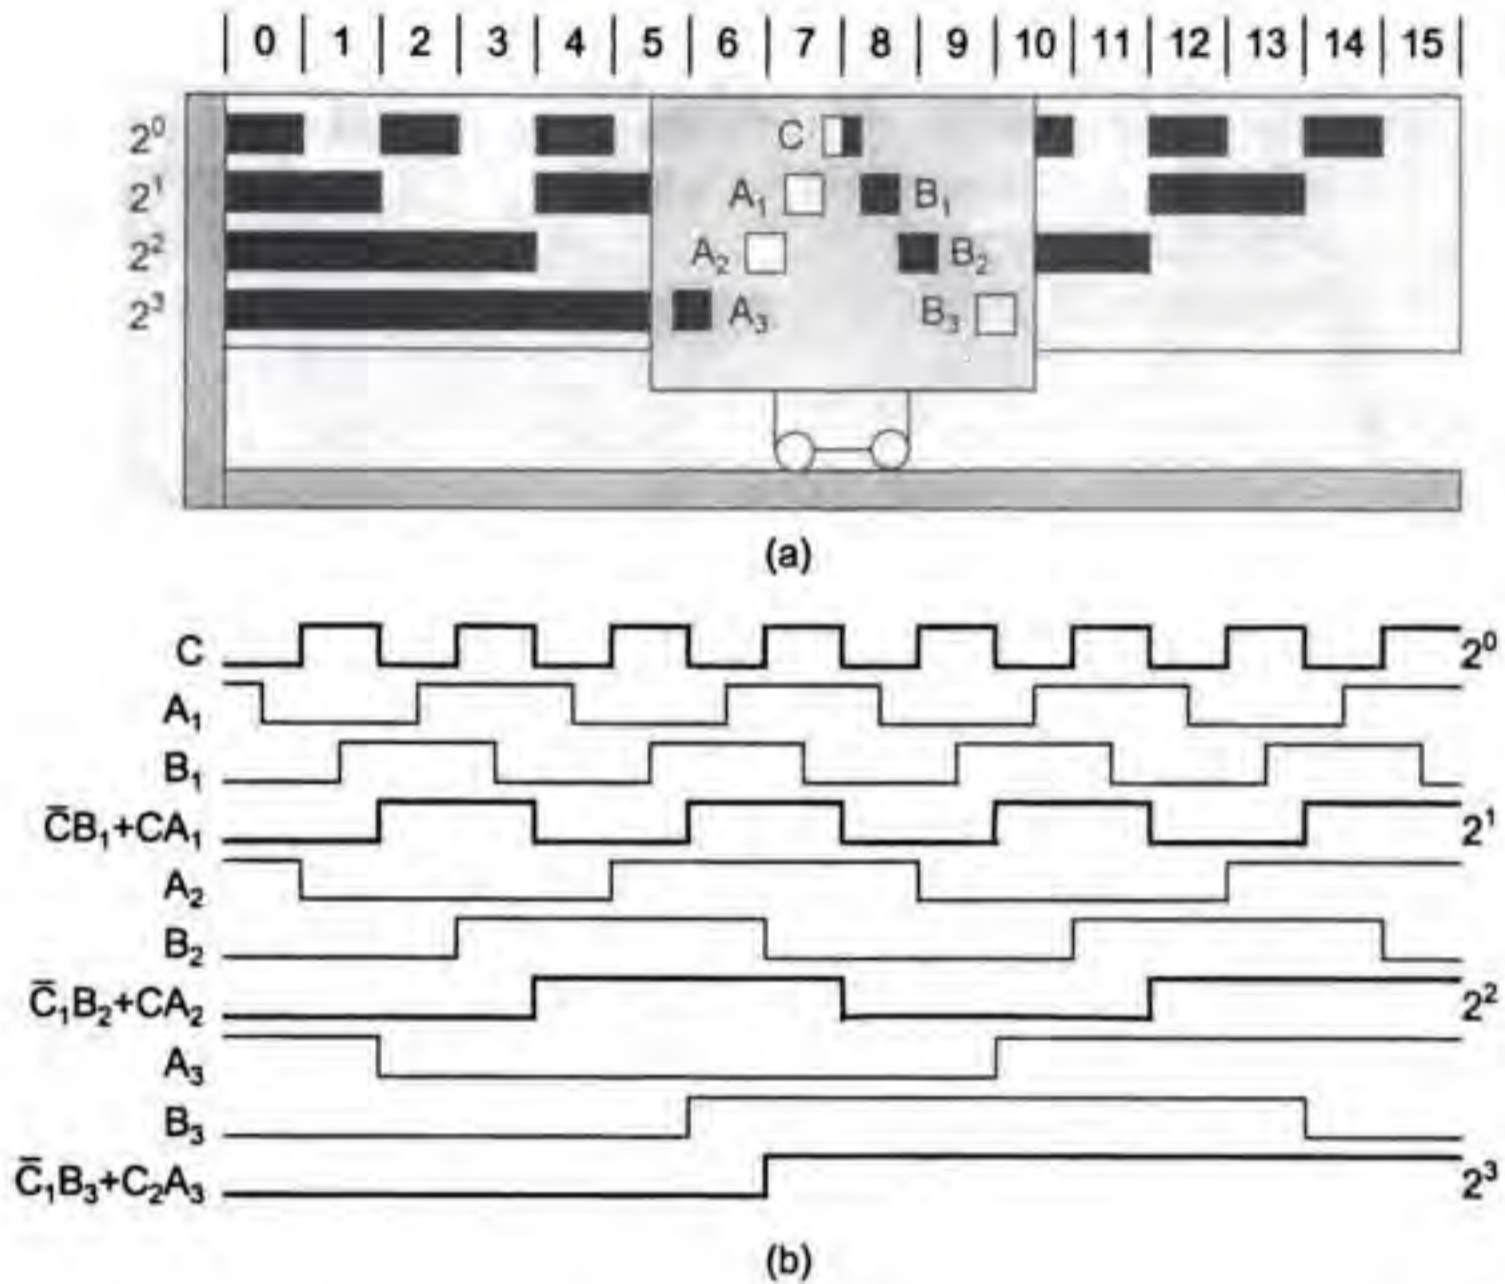 0 1 2 3 4 5 6 7 8 9 10 11 12 13 14 15
2⁰ C
2¹ A₁ B₁
2² A₂ B₂
2³ A₃ B₃
(a)
C 2⁰
A₁
B₁
C̄B₁+CA₁ 2¹
A₂
B₂
C̄₁B₂+CA₂ 2²
A₃
B₃
C̄₁B₃+C₂A₃ 2³
(b)